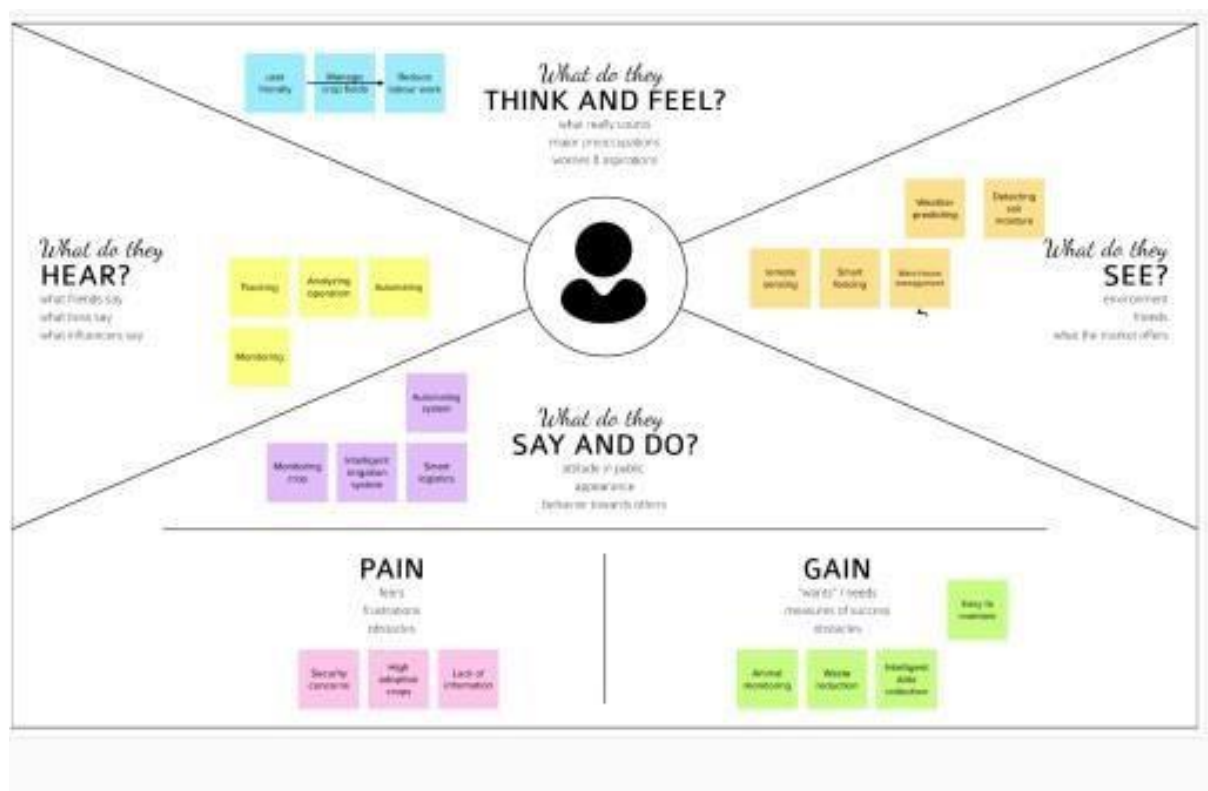 What do they
THINK AND FEEL?
what really counts
major preoccupations
worries & aspirations
user
friendly
Manage
crop fields
Reduce
labour work
What do they
HEAR?
what friends say
what boss say
what influencers say
Tracking
Analyzing
operation
Automating
Monitoring
Weather
predicting
Detecting
soil
moisture
remote
sensing
Smart
fencing
management
What do they
SEE?
environment
friends
what the market offers
What do they
SAY AND DO?
attitude in public
appearance
behavior towards others
Automating
system
Monitoring
crop
Intelligent
irrigation
system
Smart
logistics
PAIN
fears
frustrations
obstacles
Security
concerns
High
adoptive
crops
Lack of
information
GAIN
"wants" / needs
measures of success
obstacles
Easy to
maintain
Animal
monitoring
Waste
reduction
Intelligent
data
collection